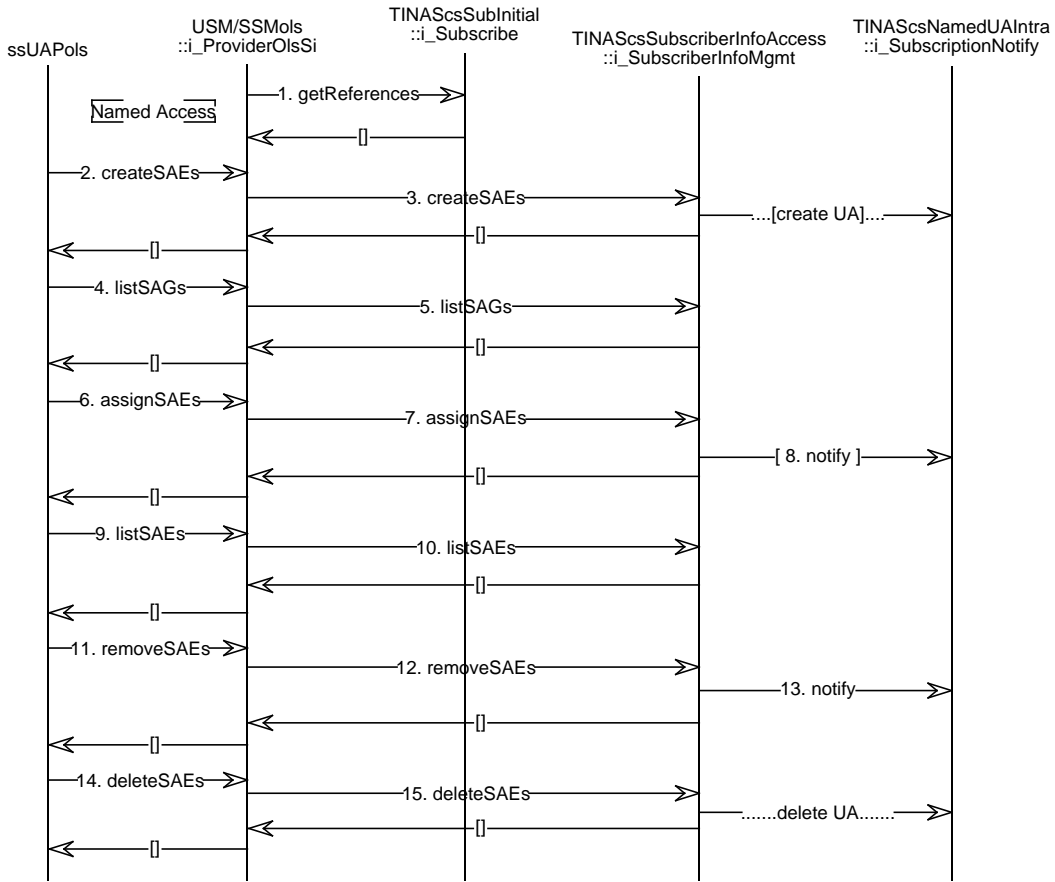 ssUAPols
USM/SSMols
::i_ProviderOlsSi
TINAScsSubInitial
::i_Subscribe
TINAScsSubscriberInfoAccess
::i_SubscriberInfoMgmt
TINAScsNamedUAIntra
::i_SubscriptionNotify
1. getReferences
Named Access
[]
2. createSAEs
3. createSAEs
....[create UA]....
[]
[]
4. listSAGs
5. listSAGs
[]
[]
6. assignSAEs
7. assignSAEs
[ 8. notify ]
[]
[]
9. listSAEs
10. listSAEs
[]
[]
11. removeSAEs
12. removeSAEs
13. notify
[]
[]
14. deleteSAEs
15. deleteSAEs
.......delete UA.......
[]
[]